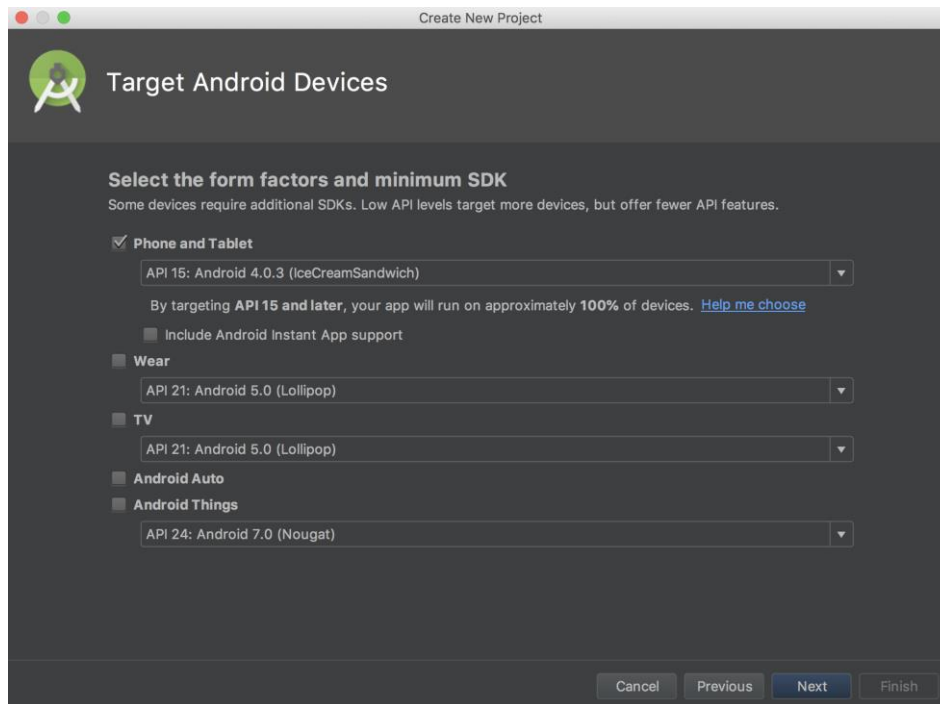 Create New Project
Target Android Devices
Select the form factors and minimum SDK
Some devices require additional SDKs. Low API levels target more devices, but offer fewer API features.
Phone and Tablet
API 15: Android 4.0.3 (IceCreamSandwich)
By targeting API 15 and later, your app will run on approximately 100% of devices. Help me choose
Include Android Instant App support
Wear
API 21: Android 5.0 (Lollipop)
TV
API 21: Android 5.0 (Lollipop)
Android Auto
Android Things
API 24: Android 7.0 (Nougat)
Cancel Previous Next Finish